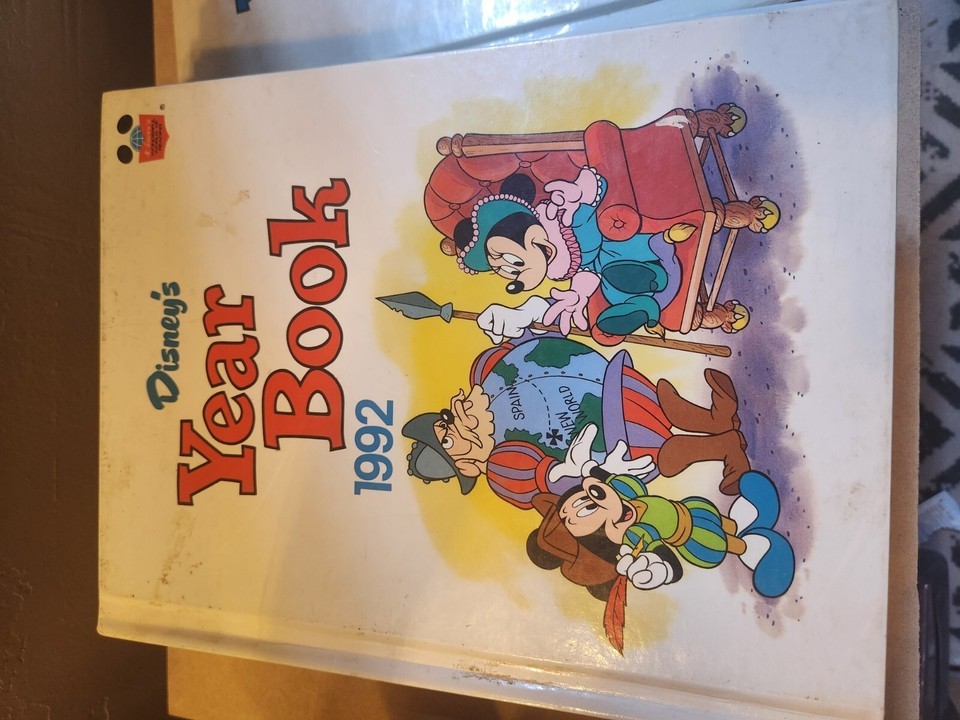 Disney's
Year
Book
1992
SPAIN
NEW
WORLD